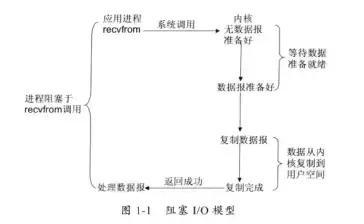 应用进程
recvfrom
系统调用
内核
无数据报
准备好
等待数据
准备就绪
数据报准备好
进程阻塞于
recvfrom调用
复制数据报
数据从内
核复制到
用户空间
处理数据报
返回成功
复制完成
图 1-1 阻塞 I/O 模型